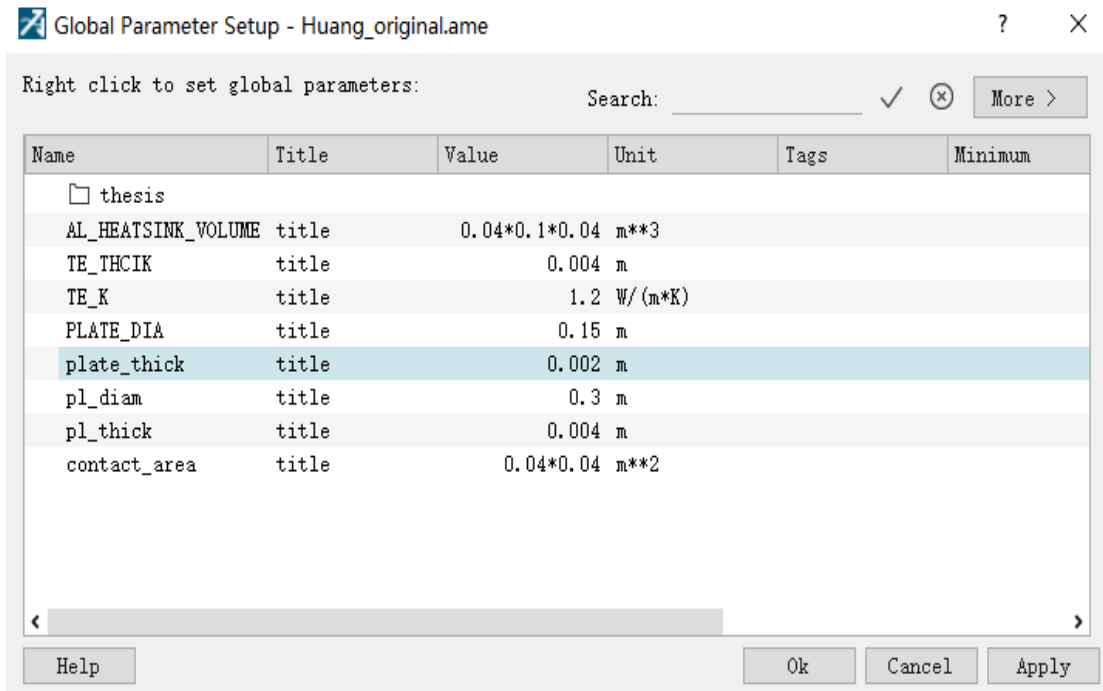 Global Parameter Setup - Huang_original.ame ?
Right click to set global parameters:
Search: More >
Name Title Value Unit Tags Minimum
thesis
AL_HEATSINK_VOLUME title 0.04*0.1*0.04 m**3
TE_THCIK title 0.004 m
TE_K title 1.2 W/(m*K)
PLATE_DIA title 0.15 m
plate_thick title 0.002 m
pl_diam title 0.3 m
pl_thick title 0.004 m
contact_area title 0.04*0.04 m**2
Help Ok Cancel Apply